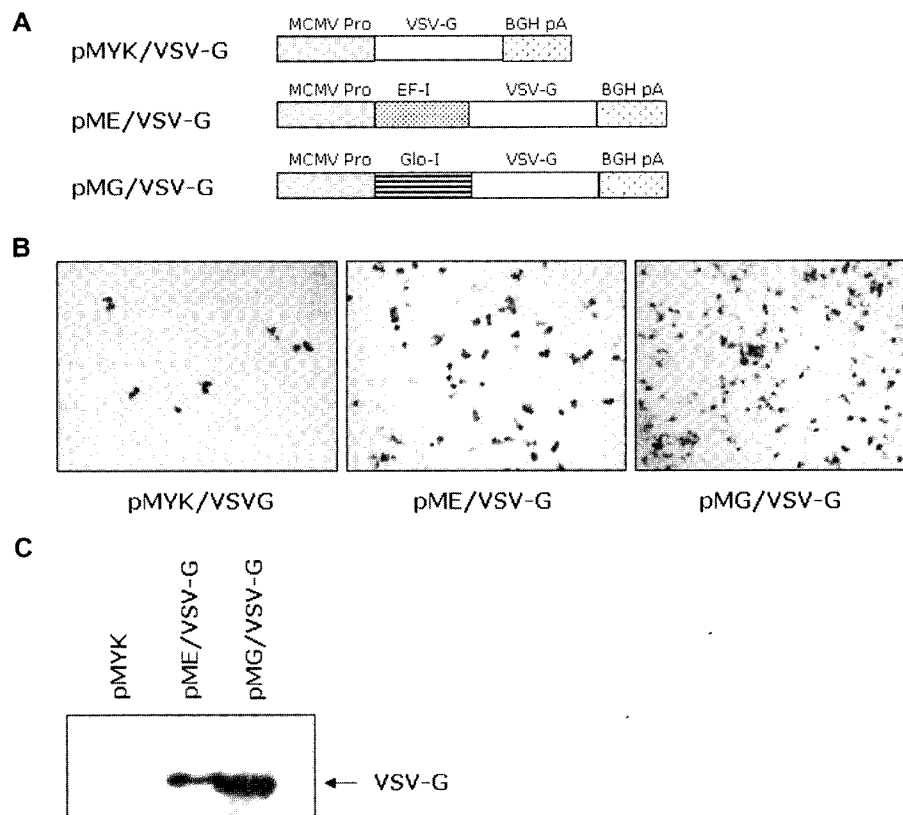 A
MCMV Pro VSV-G BGH pA
pMYK/VSV-G
MCMV Pro EF-I VSV-G BGH pA
pME/VSV-G
MCMV Pro Glo-I VSV-G BGH pA
pMG/VSV-G
B
pMYK/VSVG pME/VSV-G pMG/VSV-G
C
pMYK
pME/VSV-G
pMG/VSV-G
VSV-G